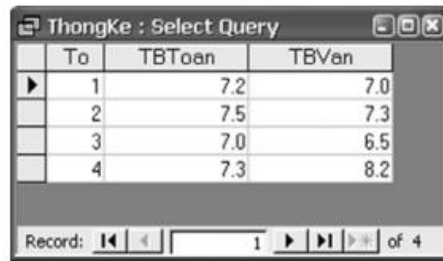 ThongKe : Select Query
To TBToan TBVan
1 7.2 7.0
2 7.5 7.3
3 7.0 6.5
4 7.3 8.2
Record: 1 of 4